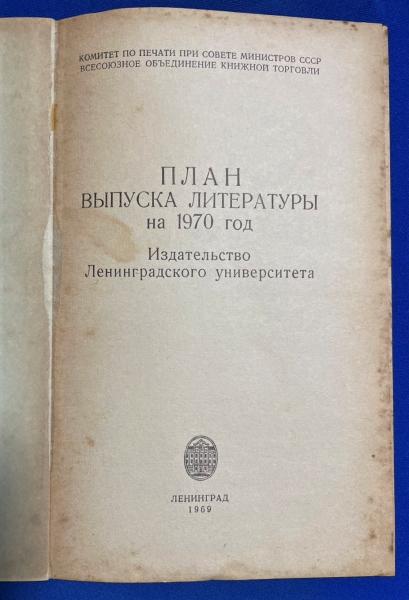 КОМИТЕТ ПО ПЕЧАТИ ПРИ СОВЕТЕ МИНИСТРОВ СССР
ВСЕСОЮЗНОЕ ОБЪЕДИНЕНИЕ КНИЖНОЙ ТОРГОВЛИ
ПЛАН
ВЫПУСКА ЛИТЕРАТУРЫ
на 1970 год
Издательство
Ленинградского университета
ЛЕНИНГРАД
1969